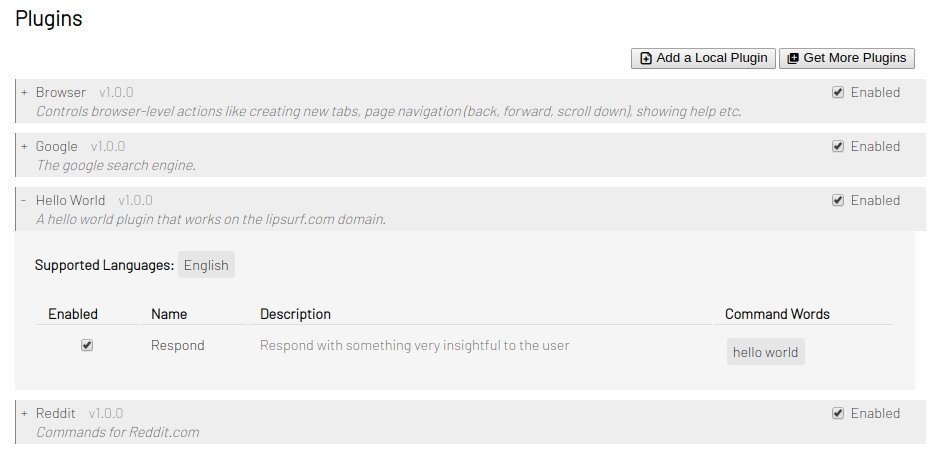 Plugins
Add a Local Plugin Get More Plugins
+ Browser v1.0.0 Enabled
Controls browser-level actions like creating new tabs, page navigation (back, forward, scroll down), showing help etc.
+ Google v1.0.0 Enabled
The google search engine.
- Hello World v1.0.0 Enabled
A hello world plugin that works on the lipsurf.com domain.
Supported Languages: English
Enabled Name Description Command Words
Respond Respond with something very insightful to the user hello world
+ Reddit v1.0.0 Enabled
Commands for Reddit.com